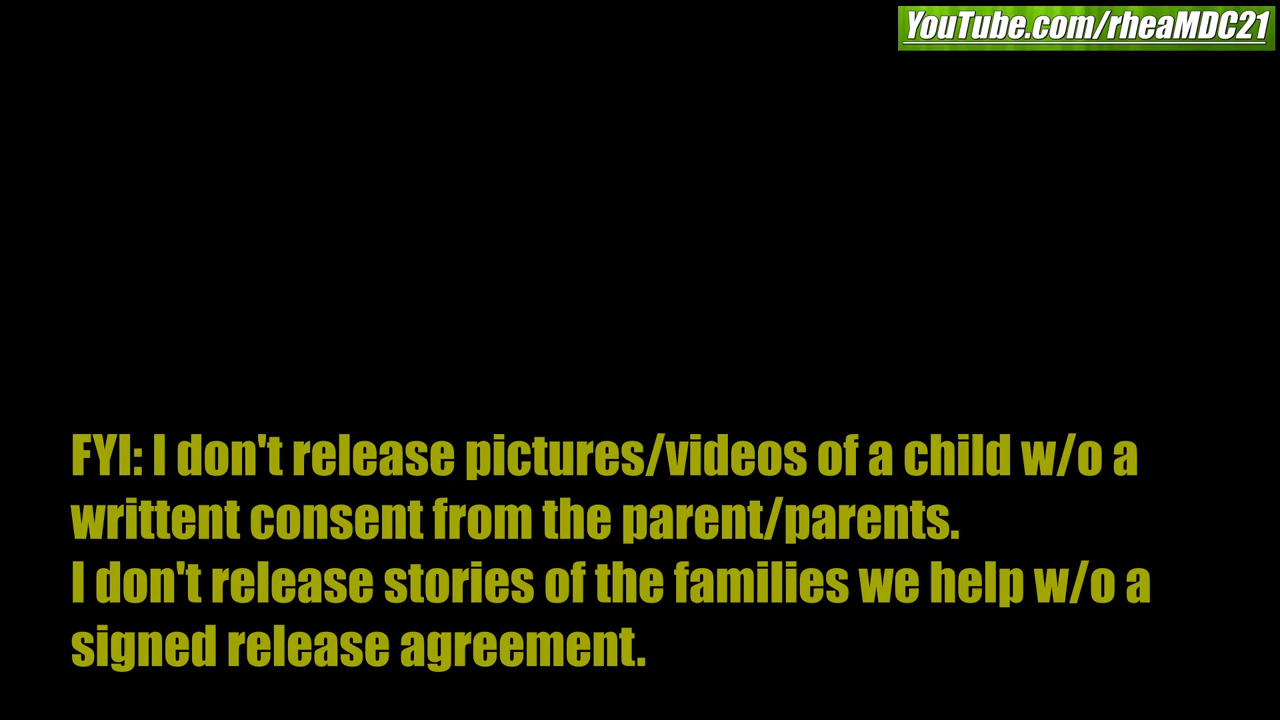 YouTube.com/rheaMDC21
FYI: I don't release pictures/videos of a child w/o a
writtent consent from the parent/parents.
I don't release stories of the families we help w/o a
signed release agreement.